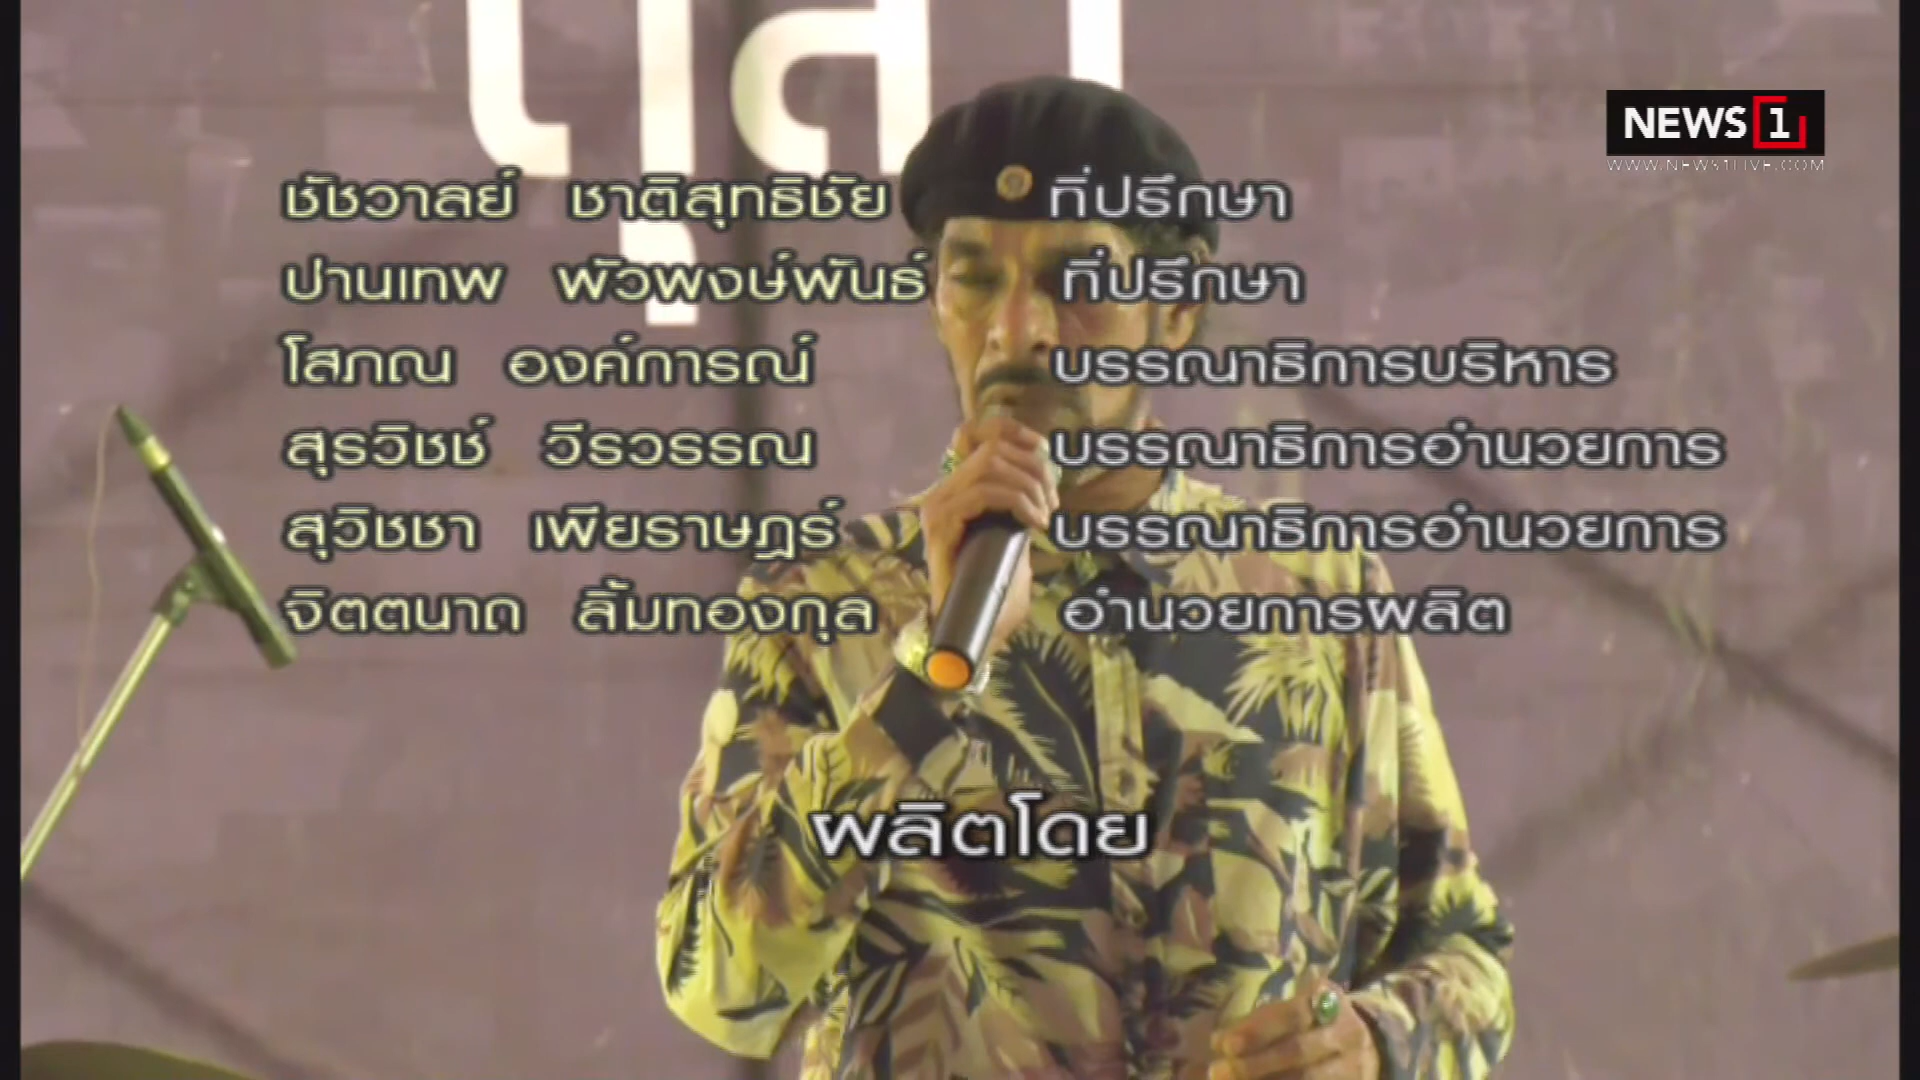 ตุลา
NEWS 1
WWW.NEWS1LIVE.COM
ชัชวาลย์ ชาติสุทธิชัย ที่ปรึกษา
ปานเทพ พัวพงษ์พันธ์ ที่ปรึกษา
โสภณ องค์การณ์ บรรณาธิการบริหาร
สุรวิชช์ วีรวรรณ บรรณาธิการอำนวยการ
สุวิชชา เพียราษฎร์ บรรณาธิการอำนวยการ
จิตตนาถ ลิ้มทองกุล อำนวยการผลิต
ผลิตโดย